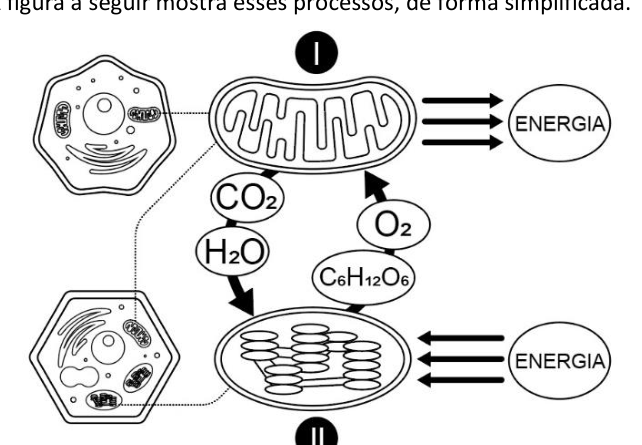 figura a seguir mostra esses processos, de forma simplificada.
I
ENERGIA
CO₂
O₂
H₂O
C₆H₁₂O₆
ENERGIA
II